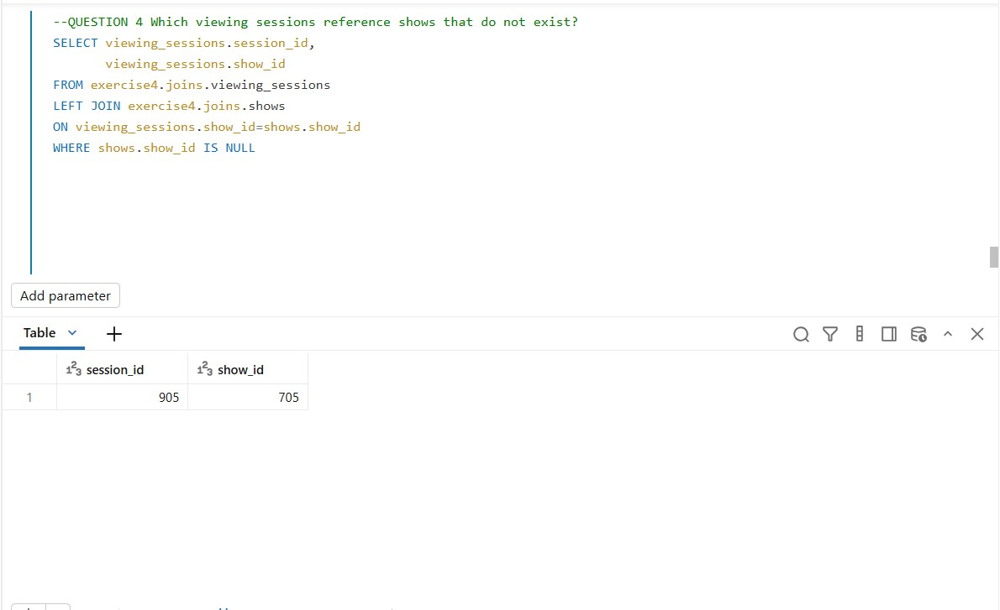 --QUESTION 4 Which viewing sessions reference shows that do not exist?
SELECT viewing_sessions.session_id,
viewing_sessions.show_id
FROM exercise4.joins.viewing_sessions
LEFT JOIN exercise4.joins.shows
ON viewing_sessions.show_id=shows.show_id
WHERE shows.show_id IS NULL
Add parameter
Table
1²3 session_id 1²3 show_id
1 905 705